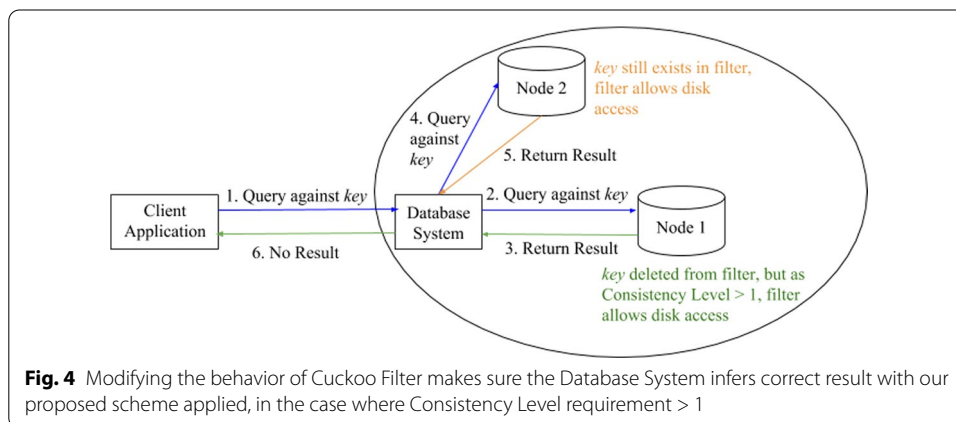 key still exists in filter,
filter allows disk
access
Node 2
4. Query
against
key
5. Return Result
1. Query against key
2. Query against key
Client
Application
Database
System
Node 1
6. No Result
3. Return Result
key deleted from filter, but as
Consistency Level > 1, filter
allows disk access
Fig. 4 Modifying the behavior of Cuckoo Filter makes sure the Database System infers correct result with our
proposed scheme applied, in the case where Consistency Level requirement > 1